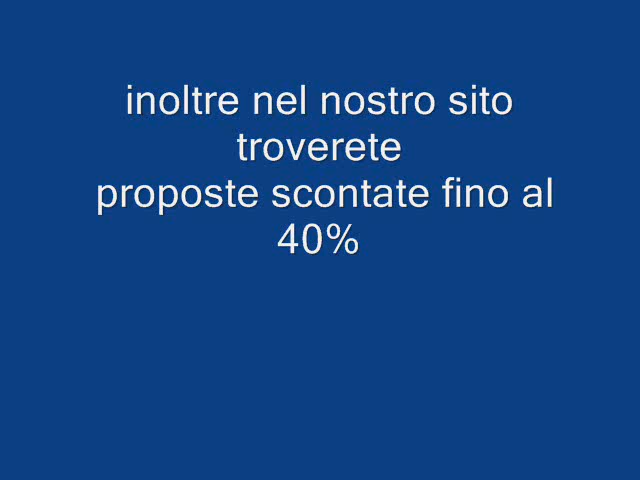 inoltre nel nostro sito
troverete
proposte scontate fino al
40%